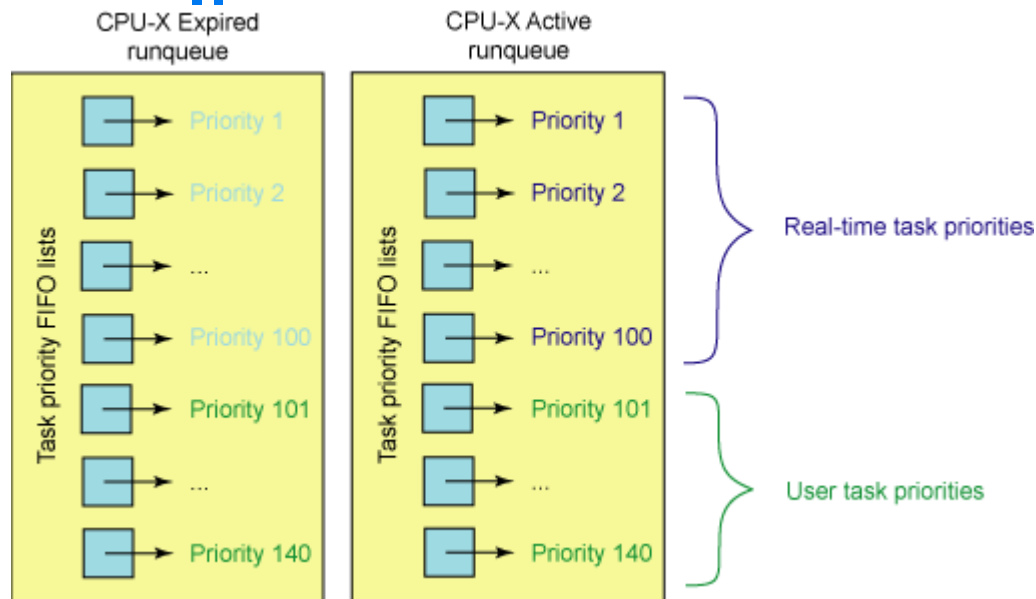 CPU-X Expired
runqueue
Task priority FIFO lists
Priority 1
Priority 2
...
Priority 100
Priority 101
...
Priority 140
CPU-X Active
runqueue
Task priority FIFO lists
Priority 1
Priority 2
...
Priority 100
Priority 101
...
Priority 140
Real-time task priorities
User task priorities